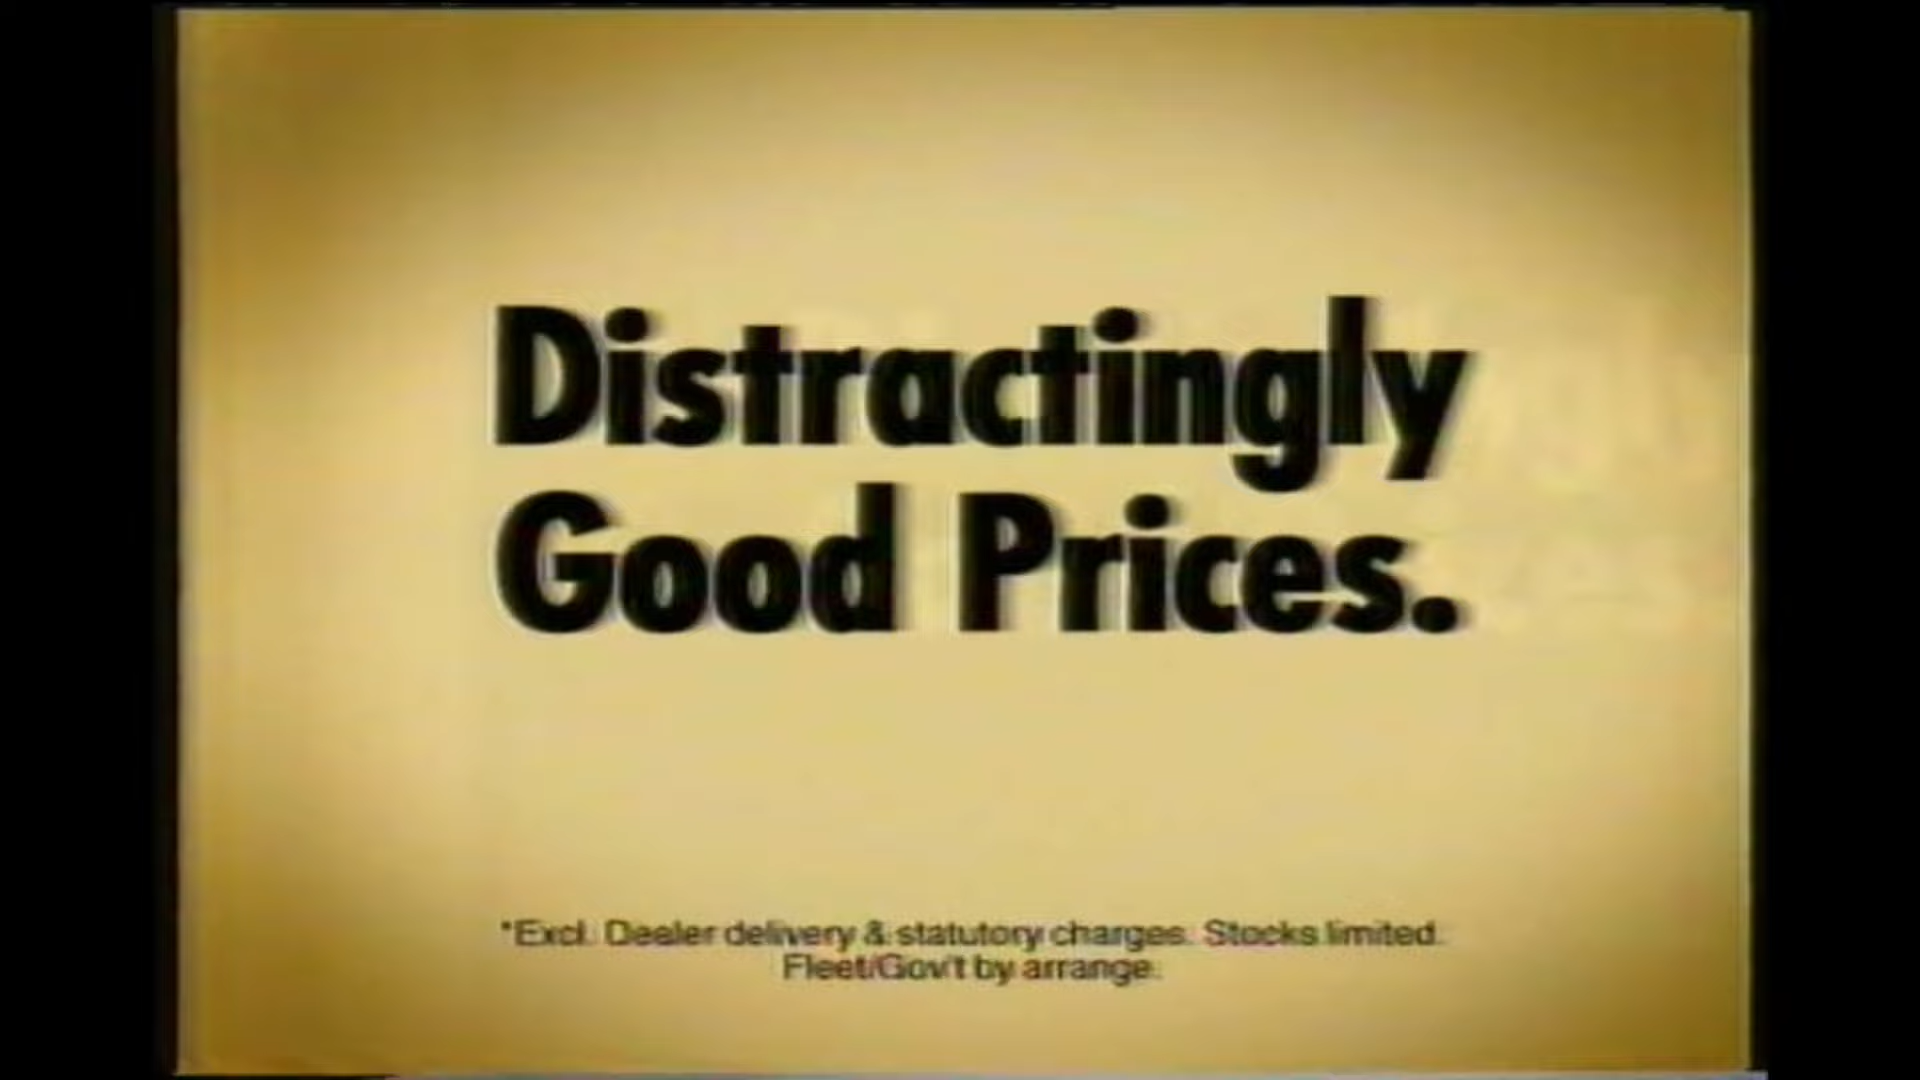 Distractingly
Good Prices.
*Excl. Dealer delivery & statutory charges. Stocks limited.
Fleet/Gov't by arrange.